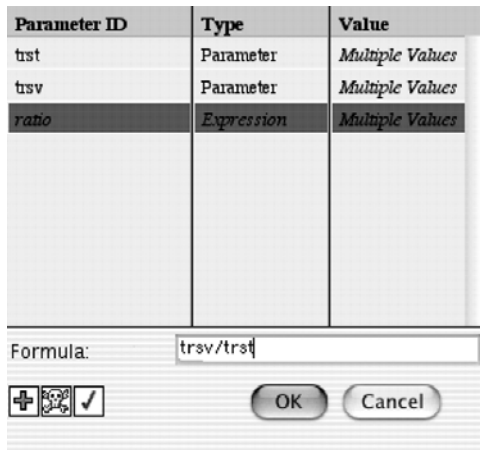 Parameter ID Type Value
trst Parameter Multiple Values
trsv Parameter Multiple Values
ratio Expression Multiple Values
Formula: trsv/trst
OK Cancel